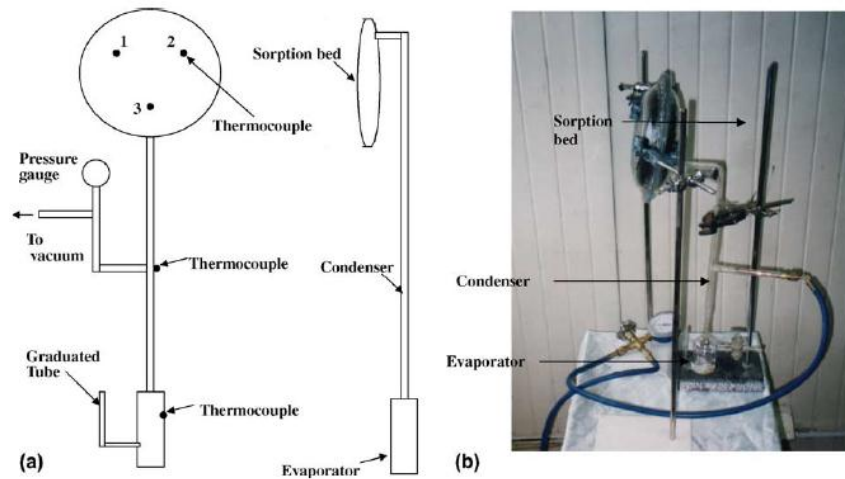 1
2
3
Thermocouple
Pressure
gauge
To
vacuum
Thermocouple
Graduated
Tube
Thermocouple
(a)
Sorption bed
Condenser
Evaporator
Sorption
bed
Condenser
Evaporator
(b)